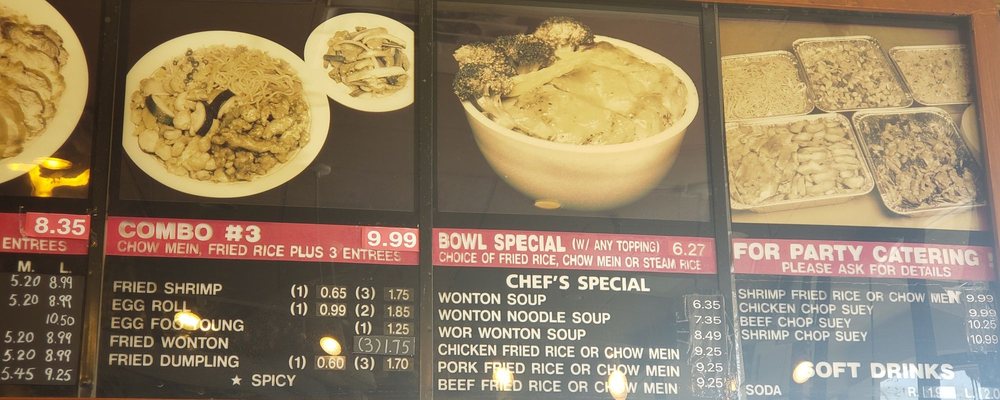 8.35
ENTREES
M. L.
5.20 8.99
5.20 8.99
10.50
5.20 8.99
5.20 8.99
5.45 9.25
COMBO #3 9.99
CHOW MEIN, FRIED RICE PLUS 3 ENTREES
FRIED SHRIMP (1) 0.65 (3) 1.75
EGG ROLL (1) 0.99 (2) 1.85
EGG FOO YOUNG (1) 1.25
FRIED WONTON (3) 1.75
FRIED DUMPLING (1) 0.60 (3) 1.70
★ SPICY
BOWL SPECIAL (W/ ANY TOPPING) 6.27
CHOICE OF FRIED RICE, CHOW MEIN OR STEAM RICE
CHEF'S SPECIAL
WONTON SOUP 6.35
WONTON NOODLE SOUP 7.35
WOR WONTON SOUP 8.49
CHICKEN FRIED RICE OR CHOW MEIN 9.25
PORK FRIED RICE OR CHOW MEIN 9.25
BEEF FRIED RICE OR CHOW MEIN 9.25
FOR PARTY CATERING
PLEASE ASK FOR DETAILS
SHRIMP FRIED RICE OR CHOW MEIN 9.99
CHICKEN CHOP SUEY 9.99
BEEF CHOP SUEY 10.25
SHRIMP CHOP SUEY 10.99
SOFT DRINKS
SODA R. L.